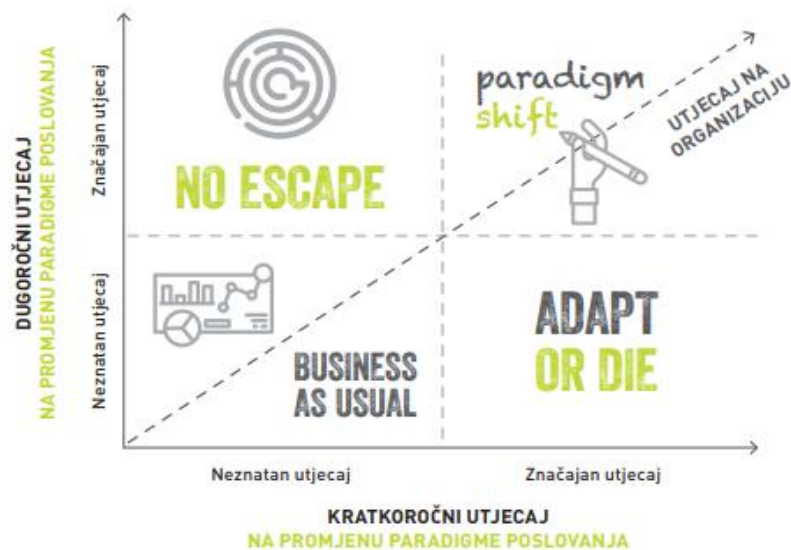 DUGOROČNI UTJECAJ
NA PROMJENU PARADIGME POSLOVANJA
Značajan utjecaj
Neznatan utjecaj
NO ESCAPE
paradigm
shift
UTJECAJ NA
ORGANIZACIJU
BUSINESS
AS USUAL
ADAPT
OR DIE
Neznatan utjecaj
Značajan utjecaj
KRATKOROČNI UTJECAJ
NA PROMJENU PARADIGME POSLOVANJA